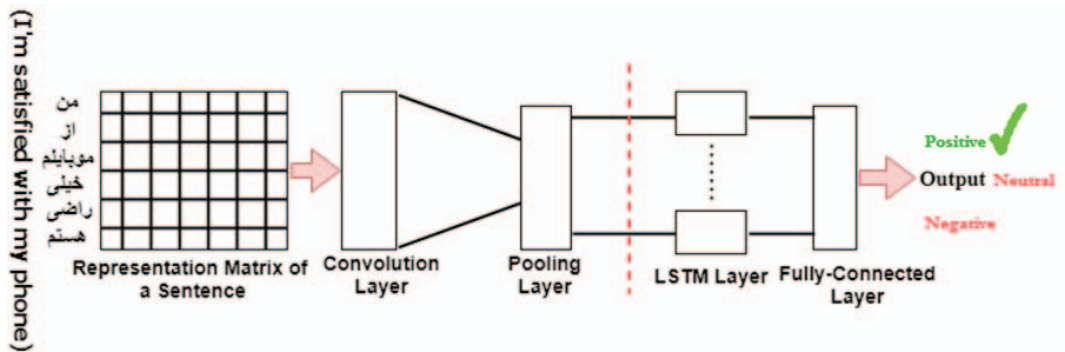 (I'm satisfied with my phone)
من
از
موبایلم
خیلی
راضی
هستم
Representation Matrix of
a Sentence
Convolution
Layer
Pooling
Layer
LSTM Layer
Fully-Connected
Layer
Positive
Output Neutral
Negative